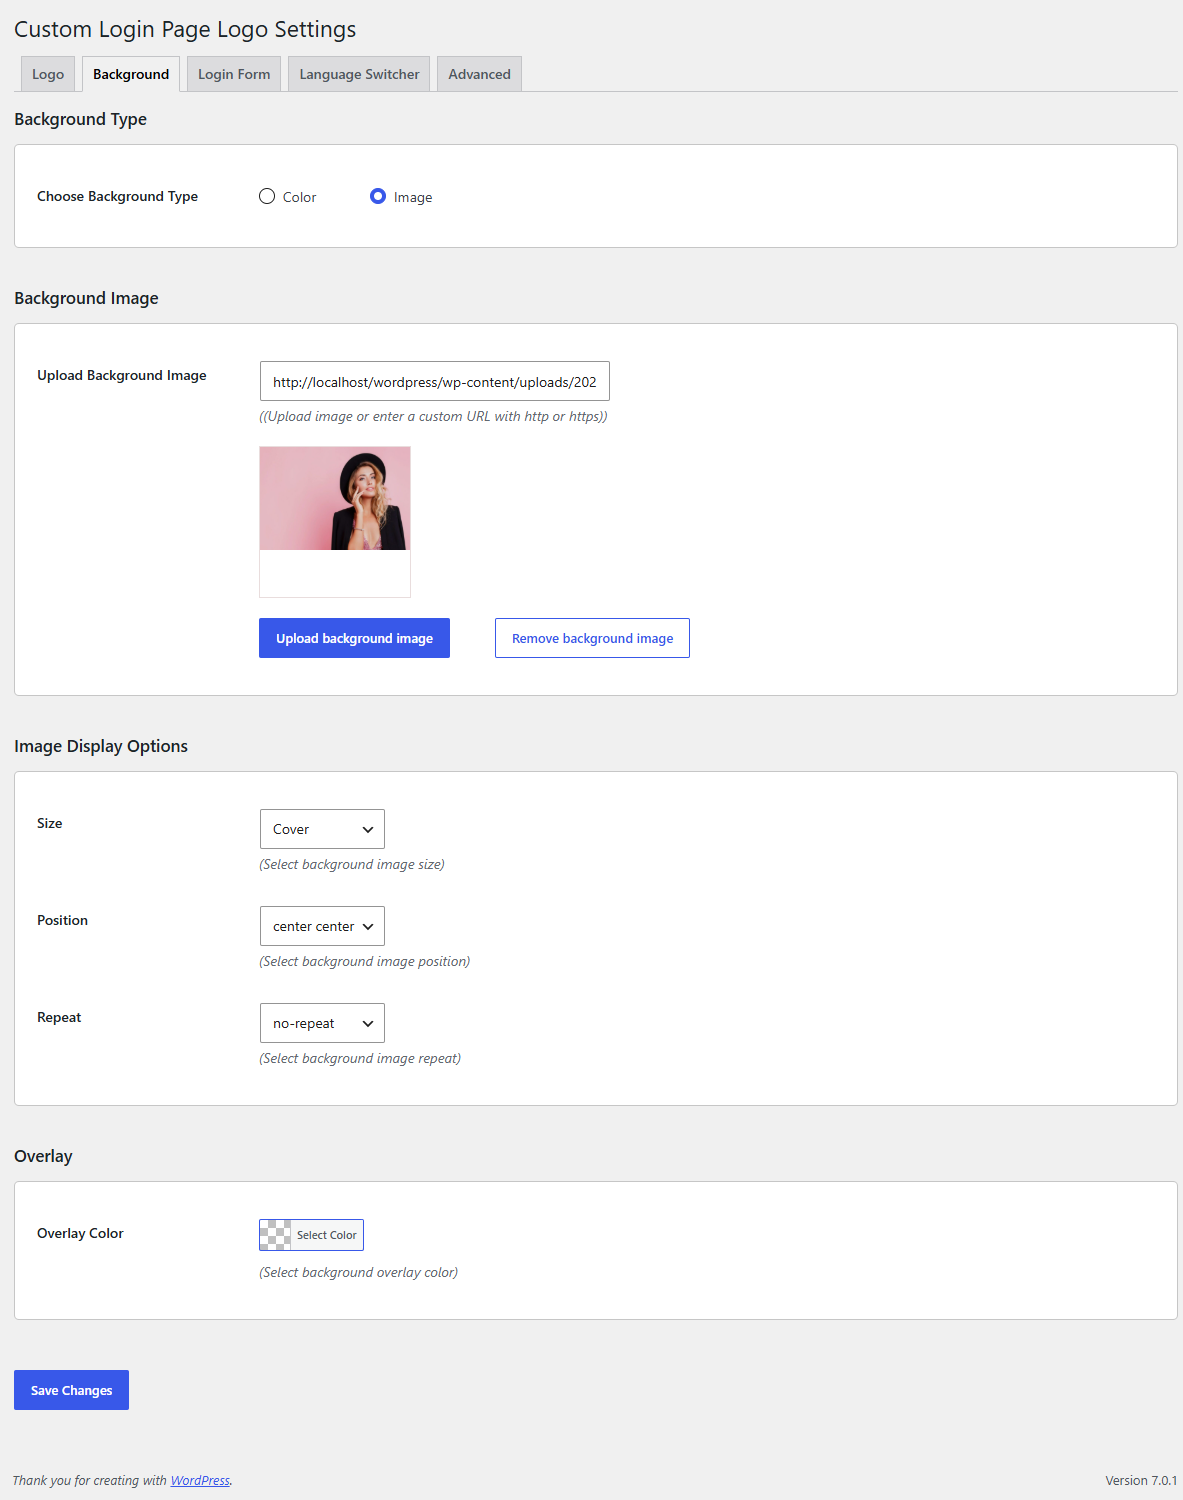 Custom Login Page Logo Settings
Logo
Background
Login Form
Language Switcher
Advanced
Background Type
Choose Background Type
Color
Image
Background Image
Upload Background Image
http://localhost/wordpress/wp-content/uploads/202
((Upload image or enter a custom URL with http or https))
Upload background image
Remove background image
Image Display Options
Size
Cover
(Select background image size)
Position
center center
(Select background image position)
Repeat
no-repeat
(Select background image repeat)
Overlay
Overlay Color
Select Color
(Select background overlay color)
Save Changes
Thank you for creating with WordPress.
Version 7.0.1